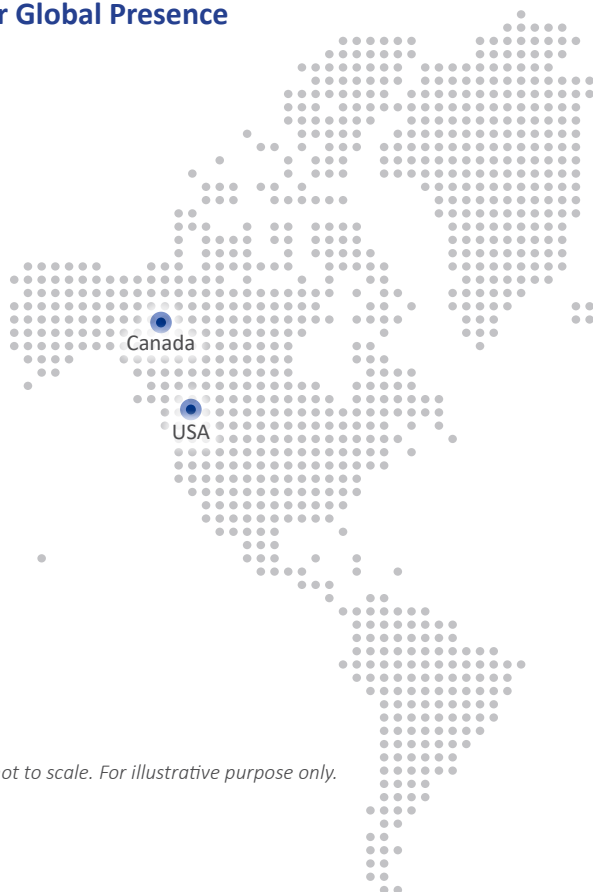 r Global Presence
Canada
USA
ot to scale. For illustrative purpose only.